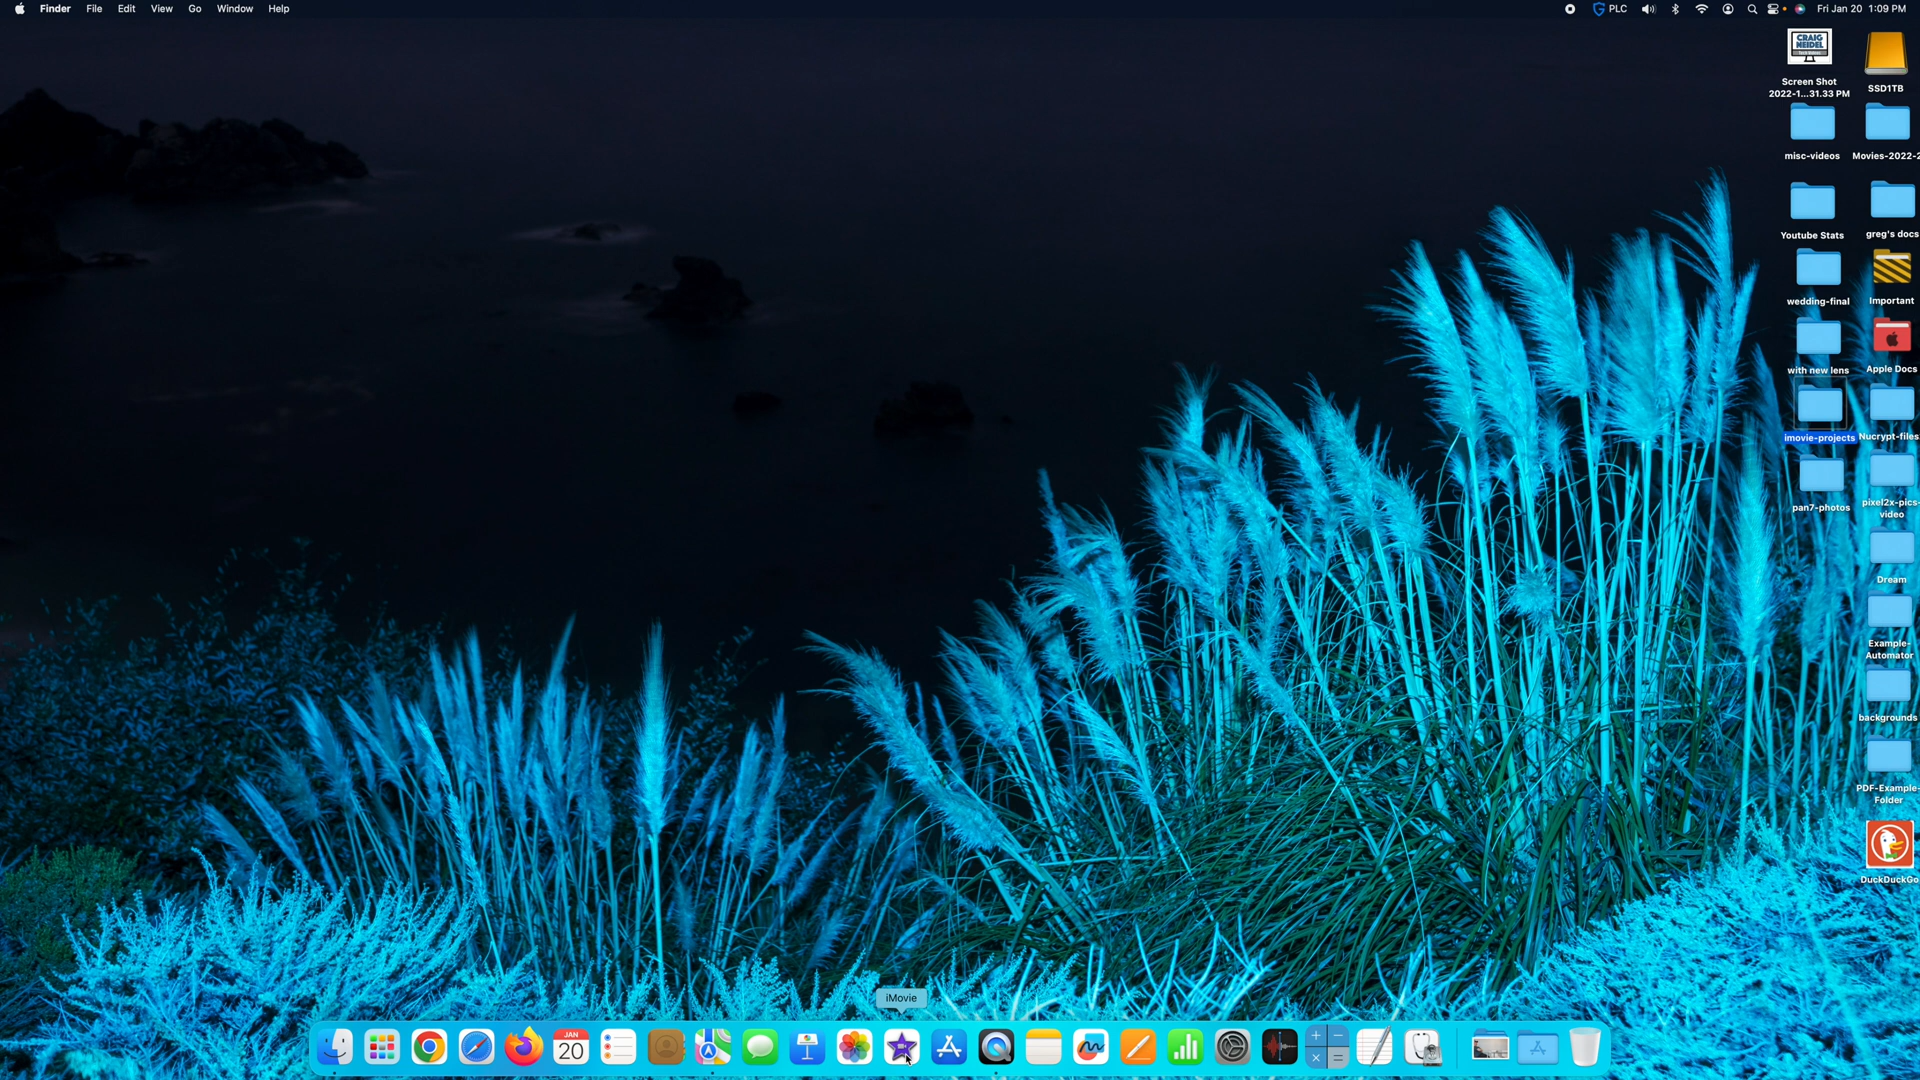 Finder File Edit View Go Window Help
PLC Fri Jan 20 1:09 PM
CRAIG
NEIDEL
Tech Videos
Screen Shot
2022-1...31.33 PM
SSD1TB
misc-videos
Movies-2022-2
Youtube Stats
greg's docs
wedding-final
Important
with new lens
Apple Docs
imovie-projects
Nucrypt-files
pan7-photos
pixel2x-pics-
video
Dream
Example-
Automator
backgrounds
PDF-Example-
Folder
DuckDuckGo
iMovie
JAN
20